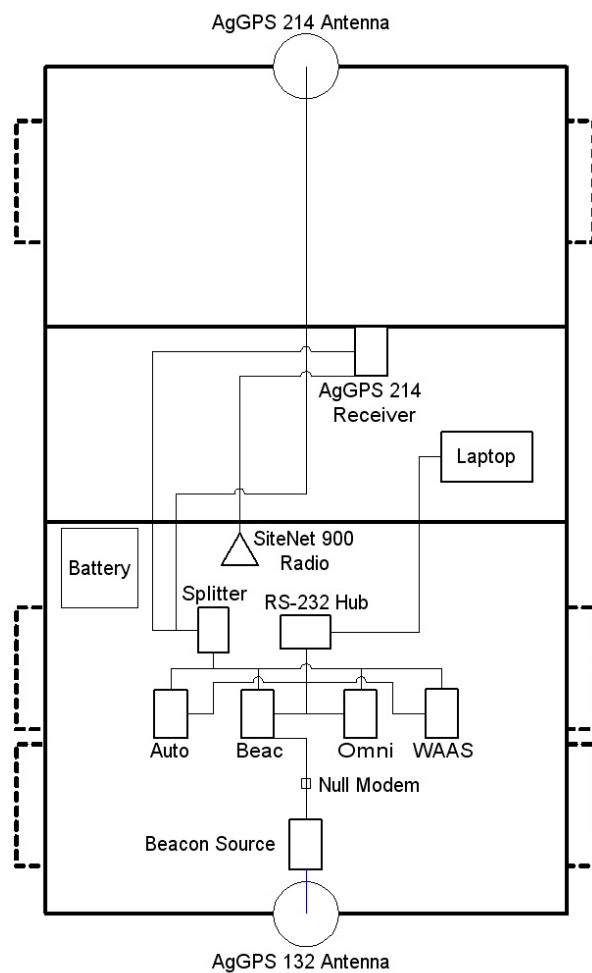 AgGPS 214 Antenna
AgGPS 214
Receiver
Laptop
SiteNet 900
Radio
Battery
Splitter
RS-232 Hub
Auto
Beac
Omni
WAAS
Null Modem
Beacon Source
AgGPS 132 Antenna